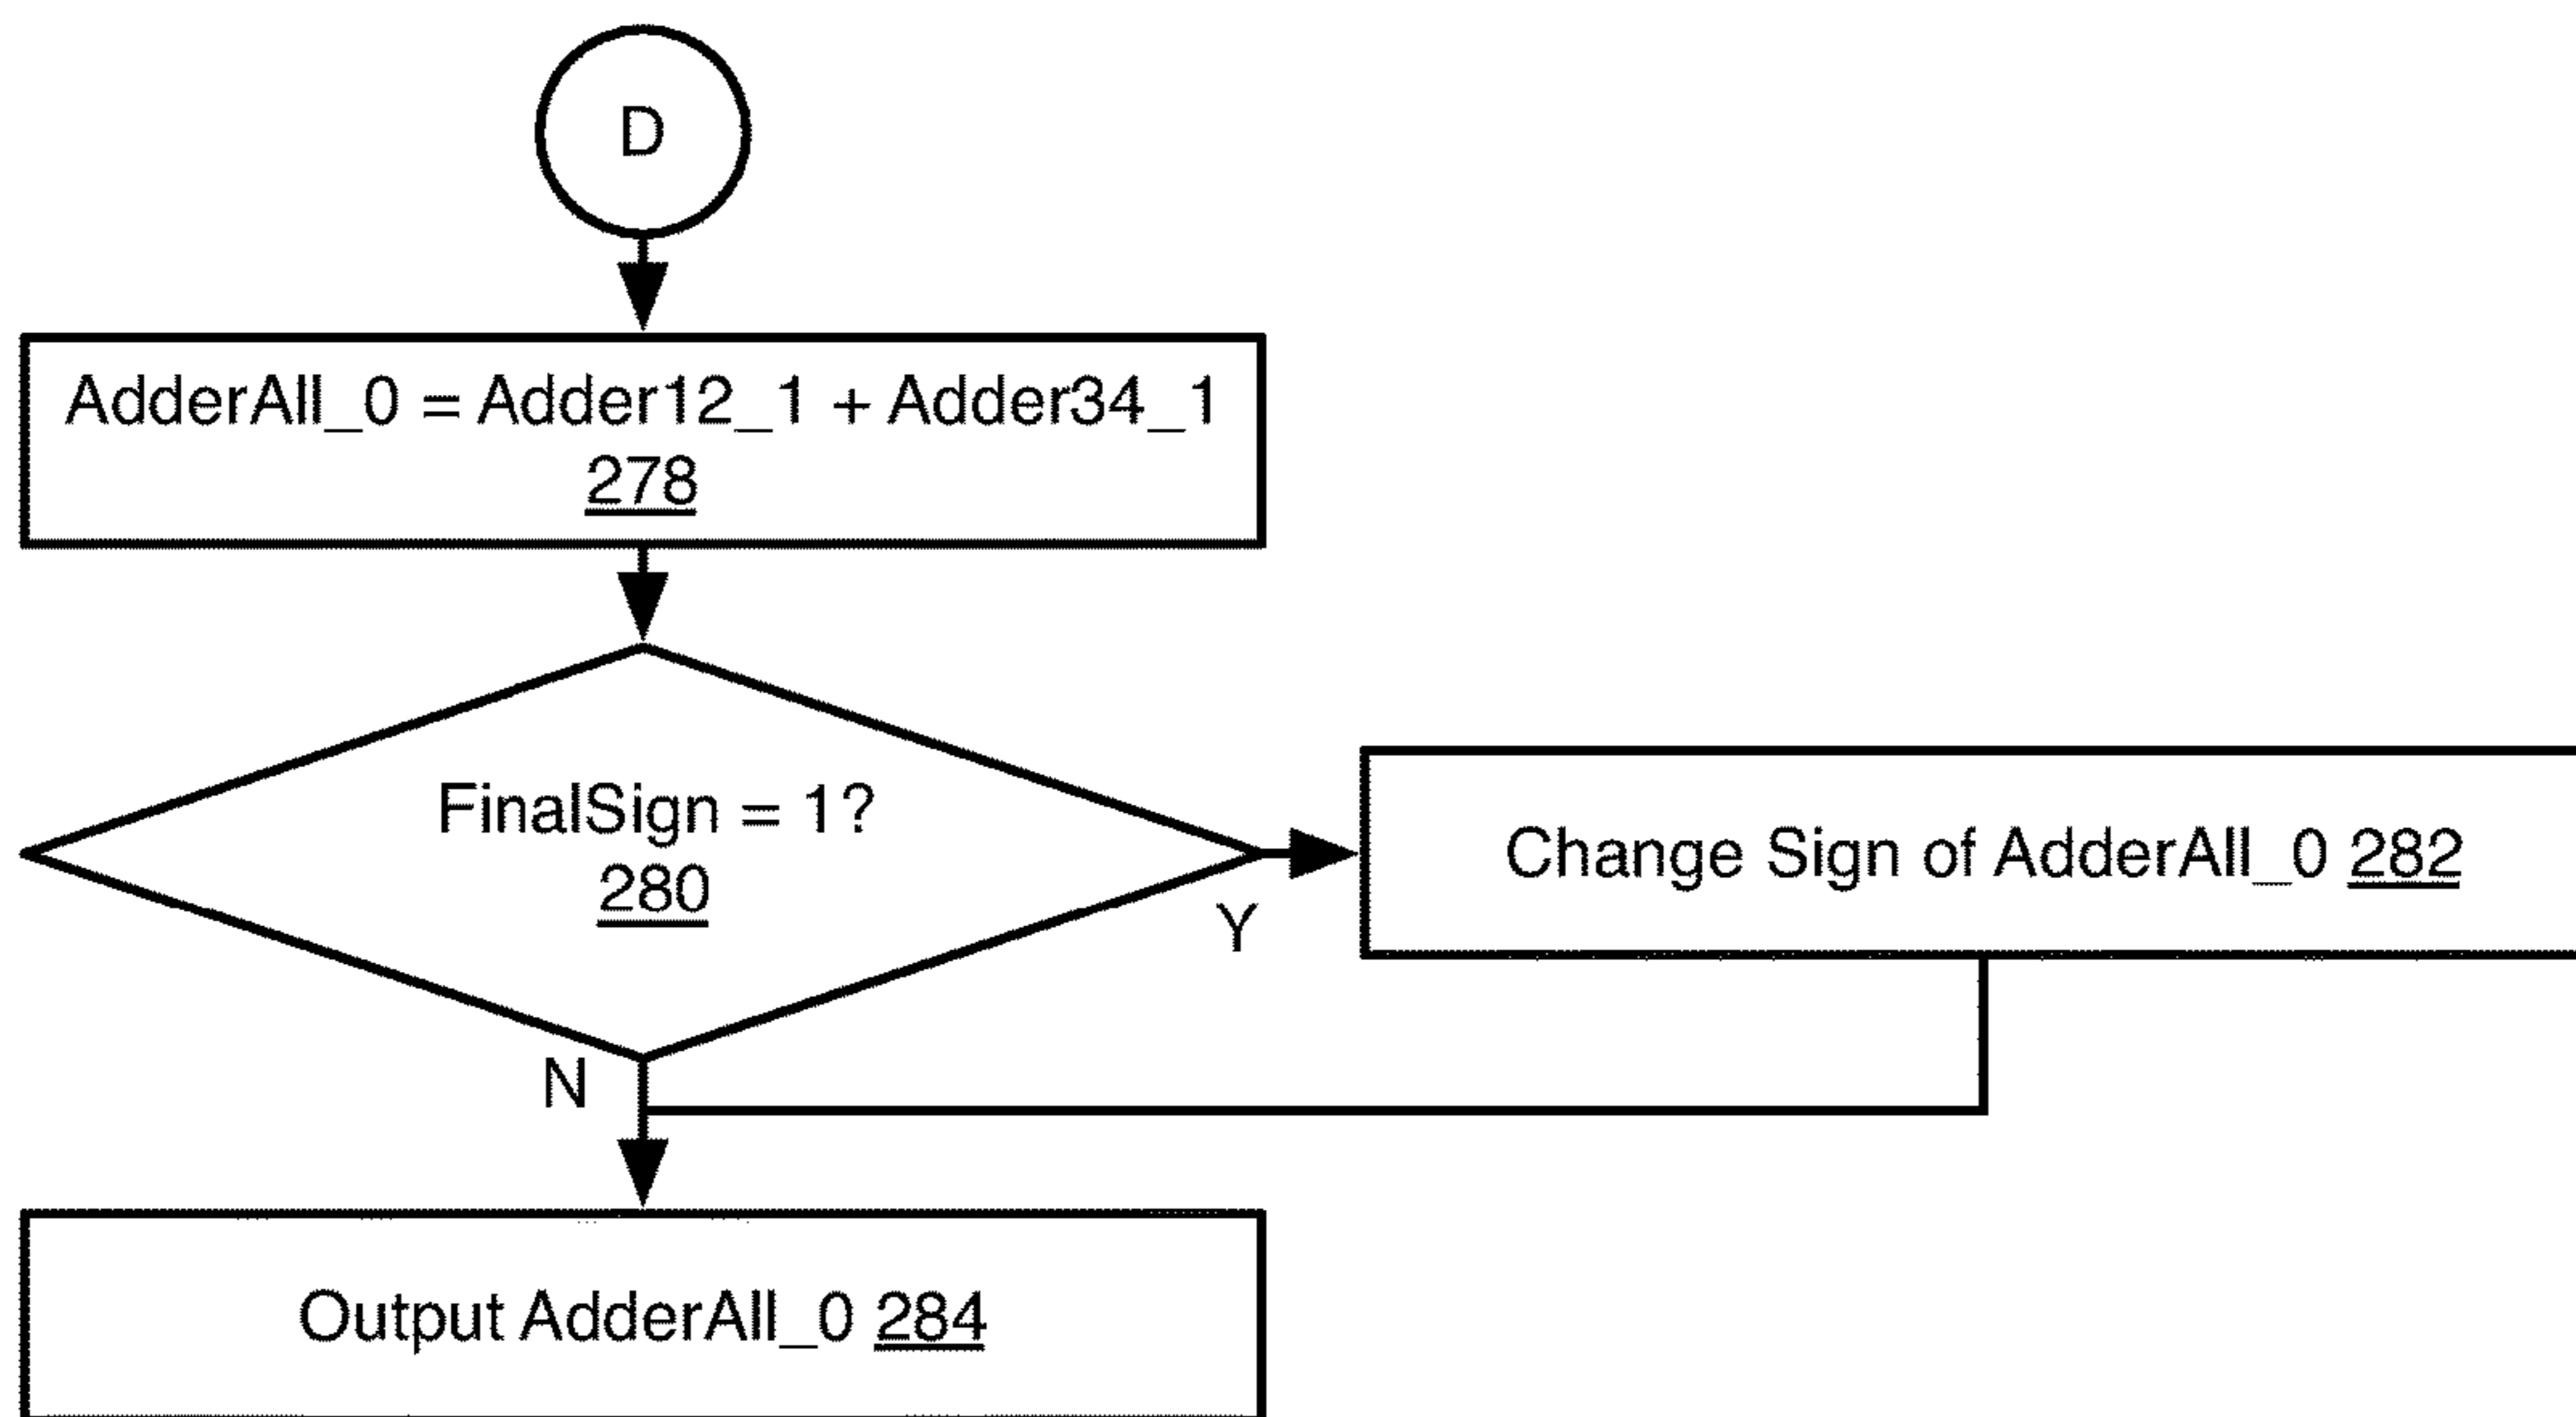 D
AdderAll_0 = Adder12_1 + Adder34_1
278
FinalSign = 1?
280
Y
Change Sign of AdderAll_0 282
N
Output AdderAll_0 284